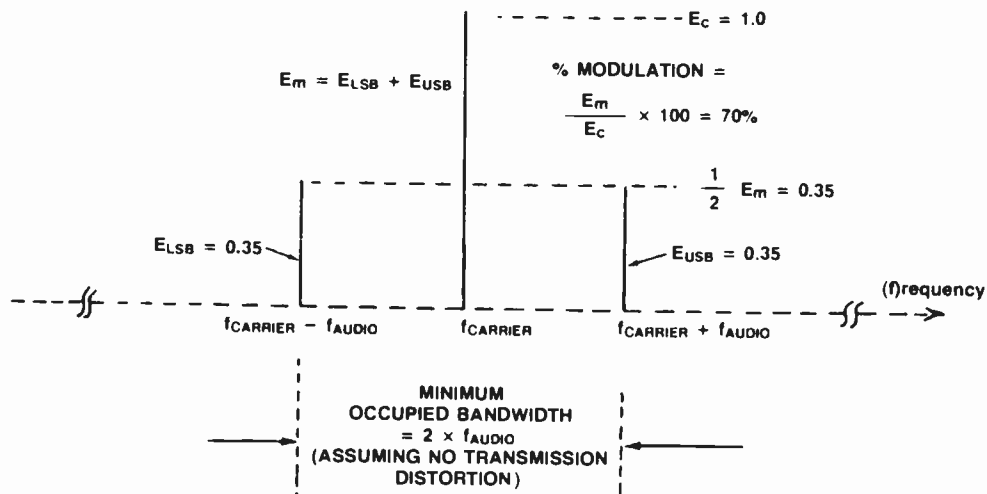 E_C = 1.0
E_m = E_LSB + E_USB
% MODULATION =
E_m / E_C × 100 = 70%
1/2 E_m = 0.35
E_LSB = 0.35
E_USB = 0.35
(f)requency
f_CARRIER − f_AUDIO
f_CARRIER
f_CARRIER + f_AUDIO
MINIMUM
OCCUPIED BANDWIDTH
= 2 × f_AUDIO
(ASSUMING NO TRANSMISSION
DISTORTION)